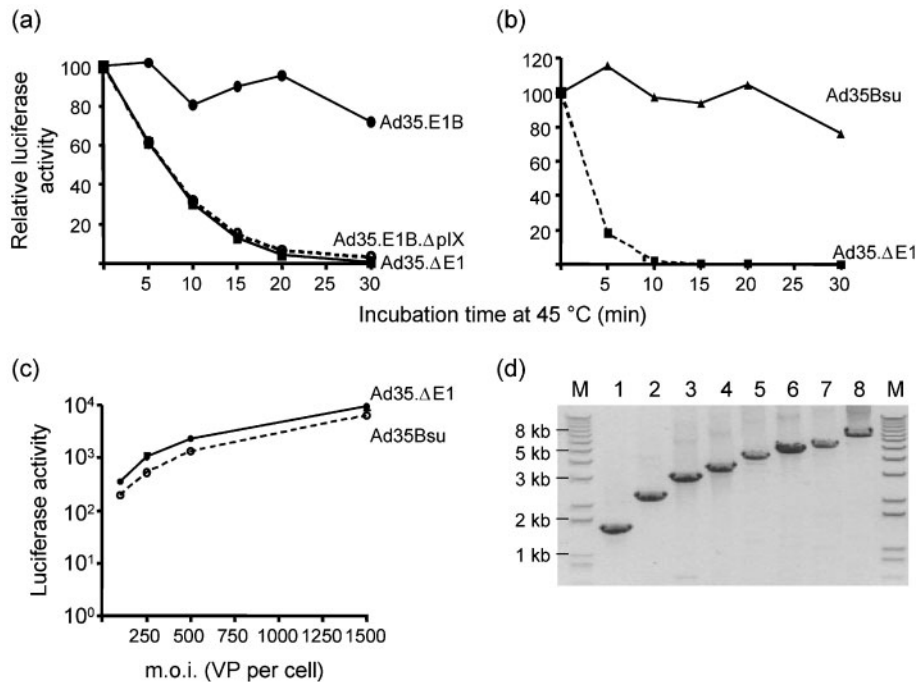 (a)
Relative luciferase
activity
100
80
60
40
20
5 10 15 20 25 30
Ad35.E1B
Ad35.E1B.ΔpIX
Ad35.ΔE1
(b)
120
100
80
60
40
20
5 10 15 20 25 30
Ad35Bsu
Ad35.ΔE1
Incubation time at 45 °C (min)
(c)
Luciferase activity
10⁴
10³
10²
10¹
10⁰
250 500 750 1000 1250 1500
Ad35.ΔE1
Ad35Bsu
m.o.i. (VP per cell)
(d)
M 1 2 3 4 5 6 7 8 M
8 kb
5 kb
3 kb
2 kb
1 kb